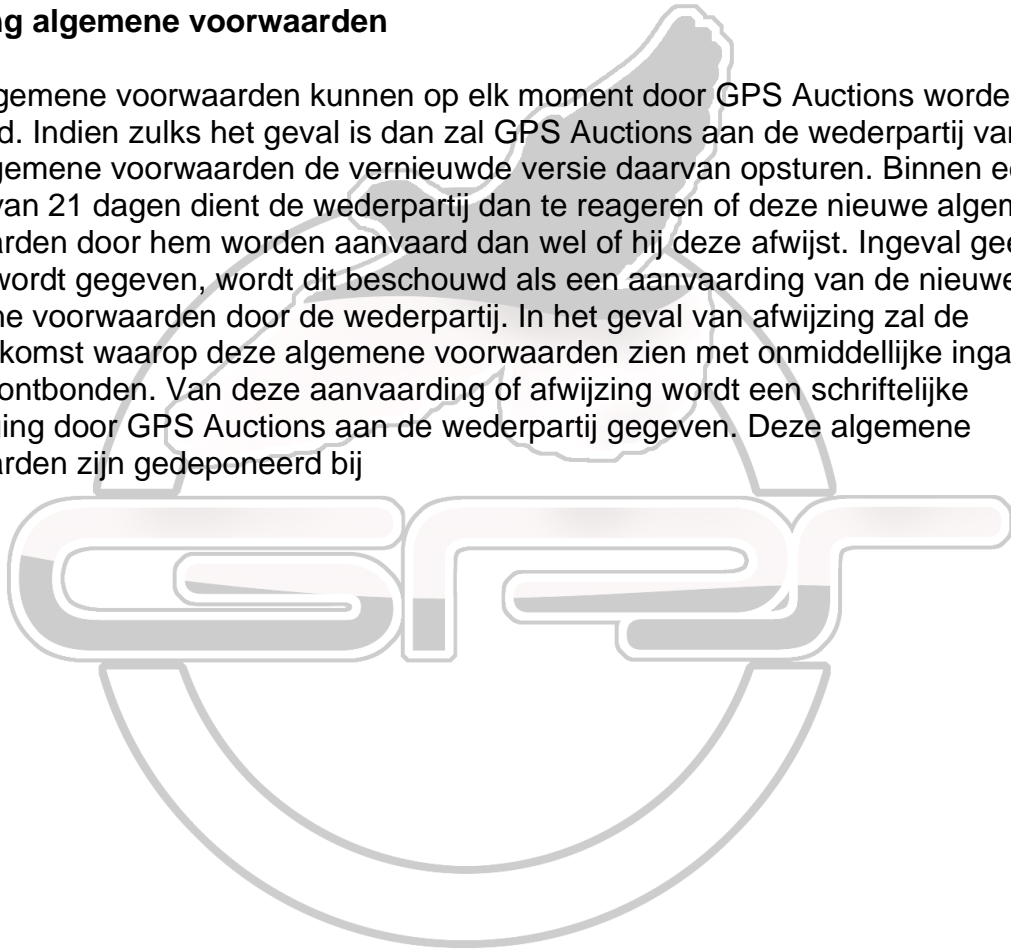 ng algemene voorwaarden
gemene voorwaarden kunnen op elk moment door GPS Auctions worde
d. Indien zulks het geval is dan zal GPS Auctions aan de wederpartij van
gemene voorwaarden de vernieuwde versie daarvan opsturen. Binnen ee
van 21 dagen dient de wederpartij dan te reageren of deze nieuwe algem
arden door hem worden aanvaard dan wel of hij deze afwijst. Ingeval gee
wordt gegeven, wordt dit beschouwd als een aanvaarding van de nieuwe
ne voorwaarden door de wederpartij. In het geval van afwijzing zal de
komst waarop deze algemene voorwaarden zien met onmiddellijke inga
ontbonden. Van deze aanvaarding of afwijzing wordt een schriftelijke
ing door GPS Auctions aan de wederpartij gegeven. Deze algemene
arden zijn gedeponeerd bij
GPS